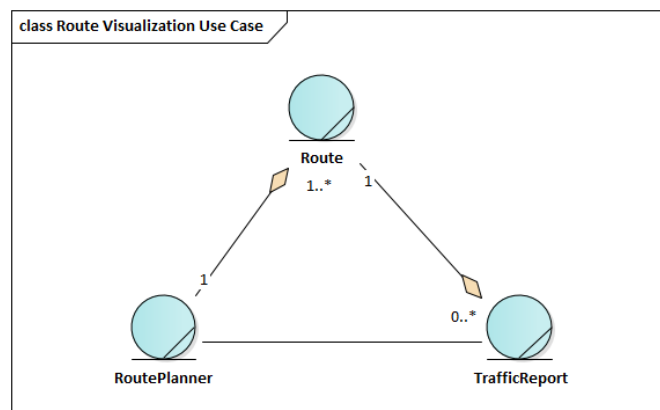 class Route Visualization Use Case
Route
1..*
1
1
0..*
RoutePlanner
TrafficReport